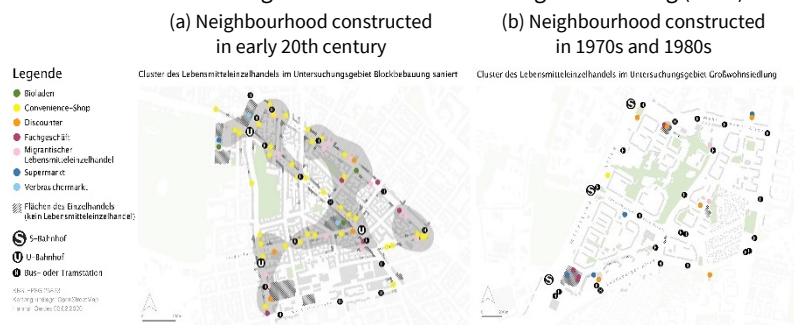 (a) Neighbourhood constructed
in early 20th century
(b) Neighbourhood constructed
in 1970s and 1980s
Cluster des Lebensmitteleinzelhandels im Untersuchungsgebiet Blockbebauung saniert
Cluster des Lebensmitteleinzelhandels im Untersuchungsgebiet Großwohnsiedlung
Legende
Bioladen
Convenience-Shop
Discounter
Fachgeschäft
Migrantischer
Lebensmitteleinzelhandel
Supermarkt
Verbrauchermarkt
Flächen des Einzelhandels
(kein Lebensmitteleinzelhandel)
S-Bahnhof
U-Bahnhof
Bus- oder Tramstation